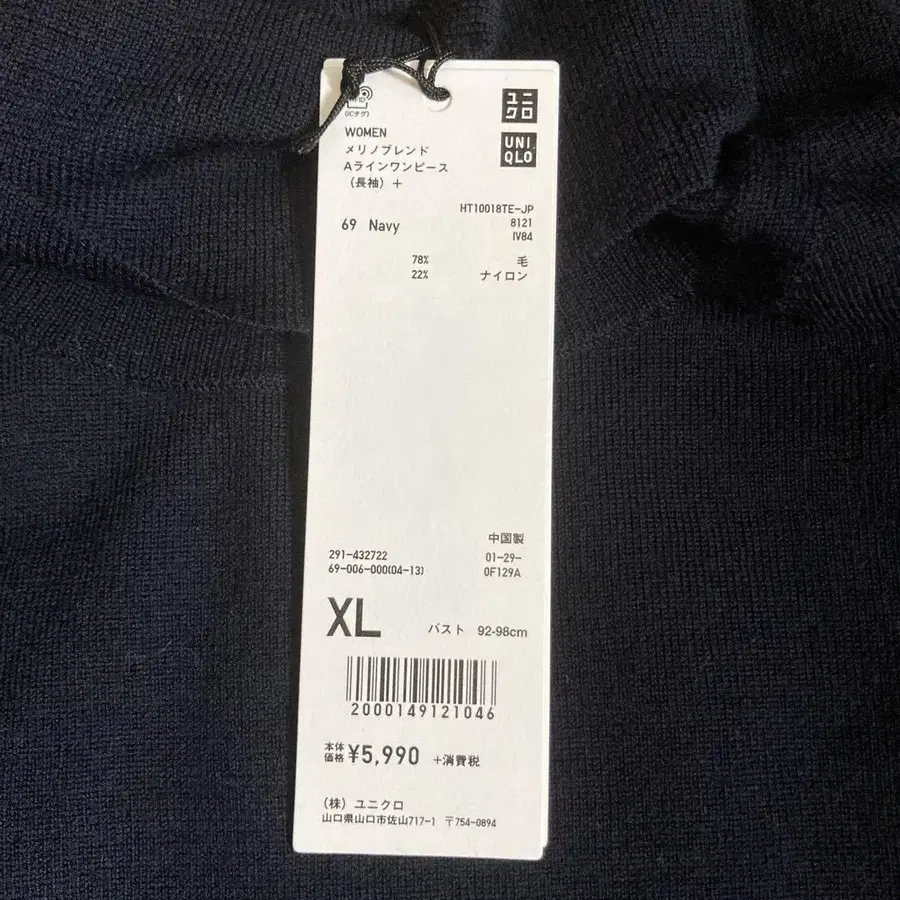 RFID
(ICタグ)
ユニ
クロ
UNI
QLO
WOMEN
メリノブレンド
Aラインワンピース
(長袖)+
HT10018TE-JP
69 Navy
8121
IV84
78% 毛
22% ナイロン
中国製
291-432722
01-29-
69-006-000(04-13)
0F129A
XL バスト 92-98cm
2000149121046
本体
価格 ¥5,990 +消費税
(株) ユニクロ
山口県山口市佐山717-1 〒754-0894